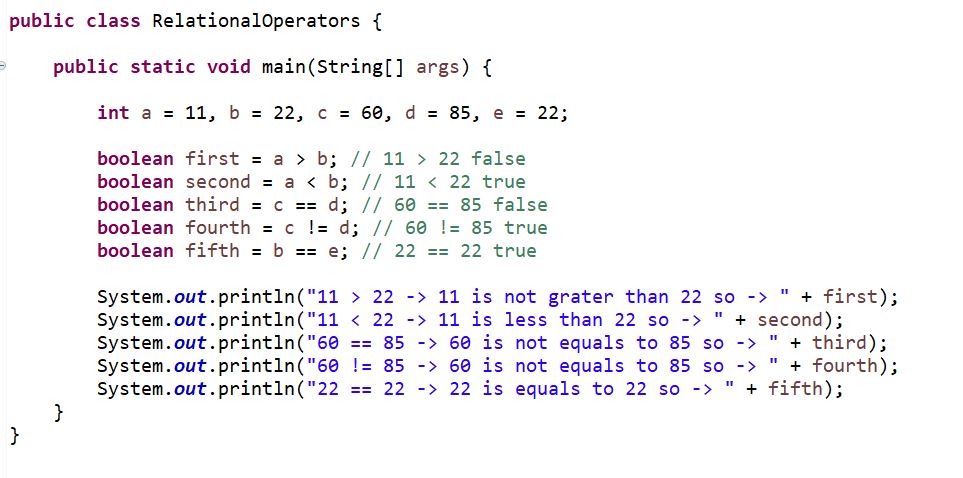 public class RelationalOperators {
public static void main(String[] args) {
int a = 11, b = 22, c = 60, d = 85, e = 22;
boolean first = a > b; // 11 > 22 false
boolean second = a < b; // 11 < 22 true
boolean third = c == d; // 60 == 85 false
boolean fourth = c != d; // 60 != 85 true
boolean fifth = b == e; // 22 == 22 true
System.out.println("11 > 22 -> 11 is not grater than 22 so -> " + first);
System.out.println("11 < 22 -> 11 is less than 22 so -> " + second);
System.out.println("60 == 85 -> 60 is not equals to 85 so -> " + third);
System.out.println("60 != 85 -> 60 is not equals to 85 so -> " + fourth);
System.out.println("22 == 22 -> 22 is equals to 22 so -> " + fifth);
}
}